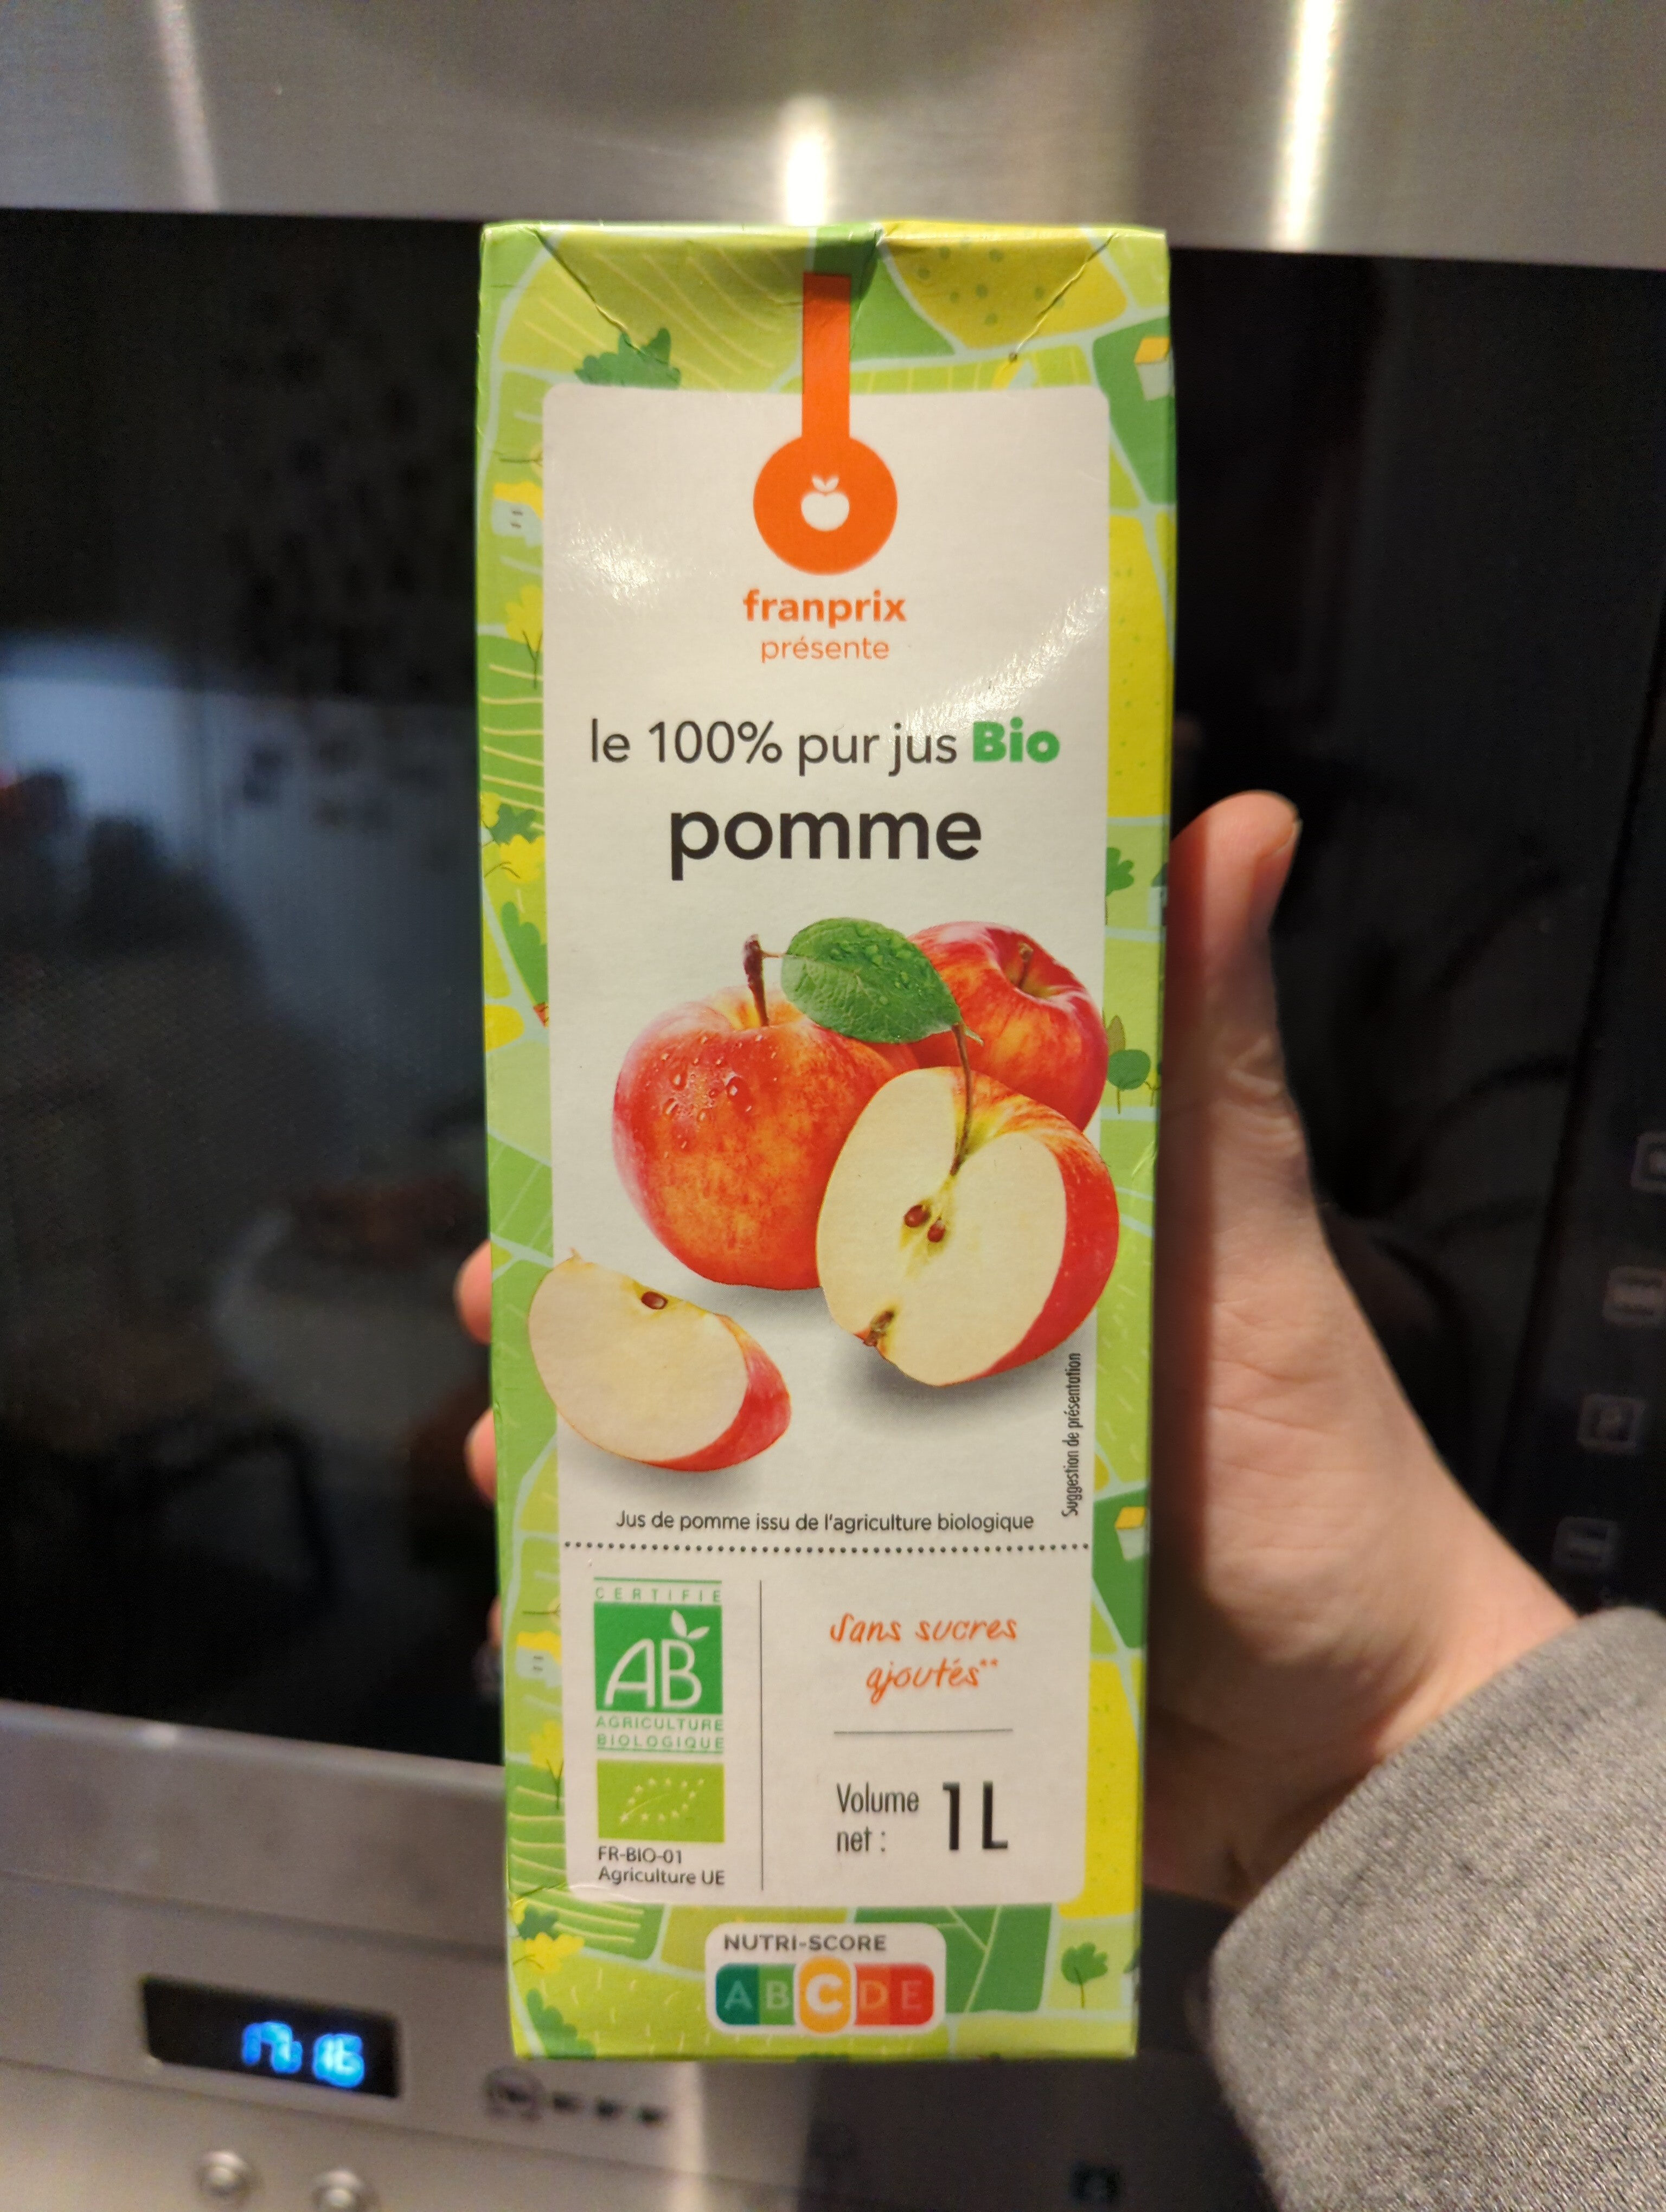 franprix
présente
le 100% pur jus Bio
pomme
Suggestion de présentation
Jus de pomme issu de l'agriculture biologique
CERTIFIÉ
AB
AGRICULTURE
BIOLOGIQUE
FR-BIO-01
Agriculture UE
Sans sucres
ajoutés**
Volume
net :
1L
NUTRI-SCORE
A B C D E